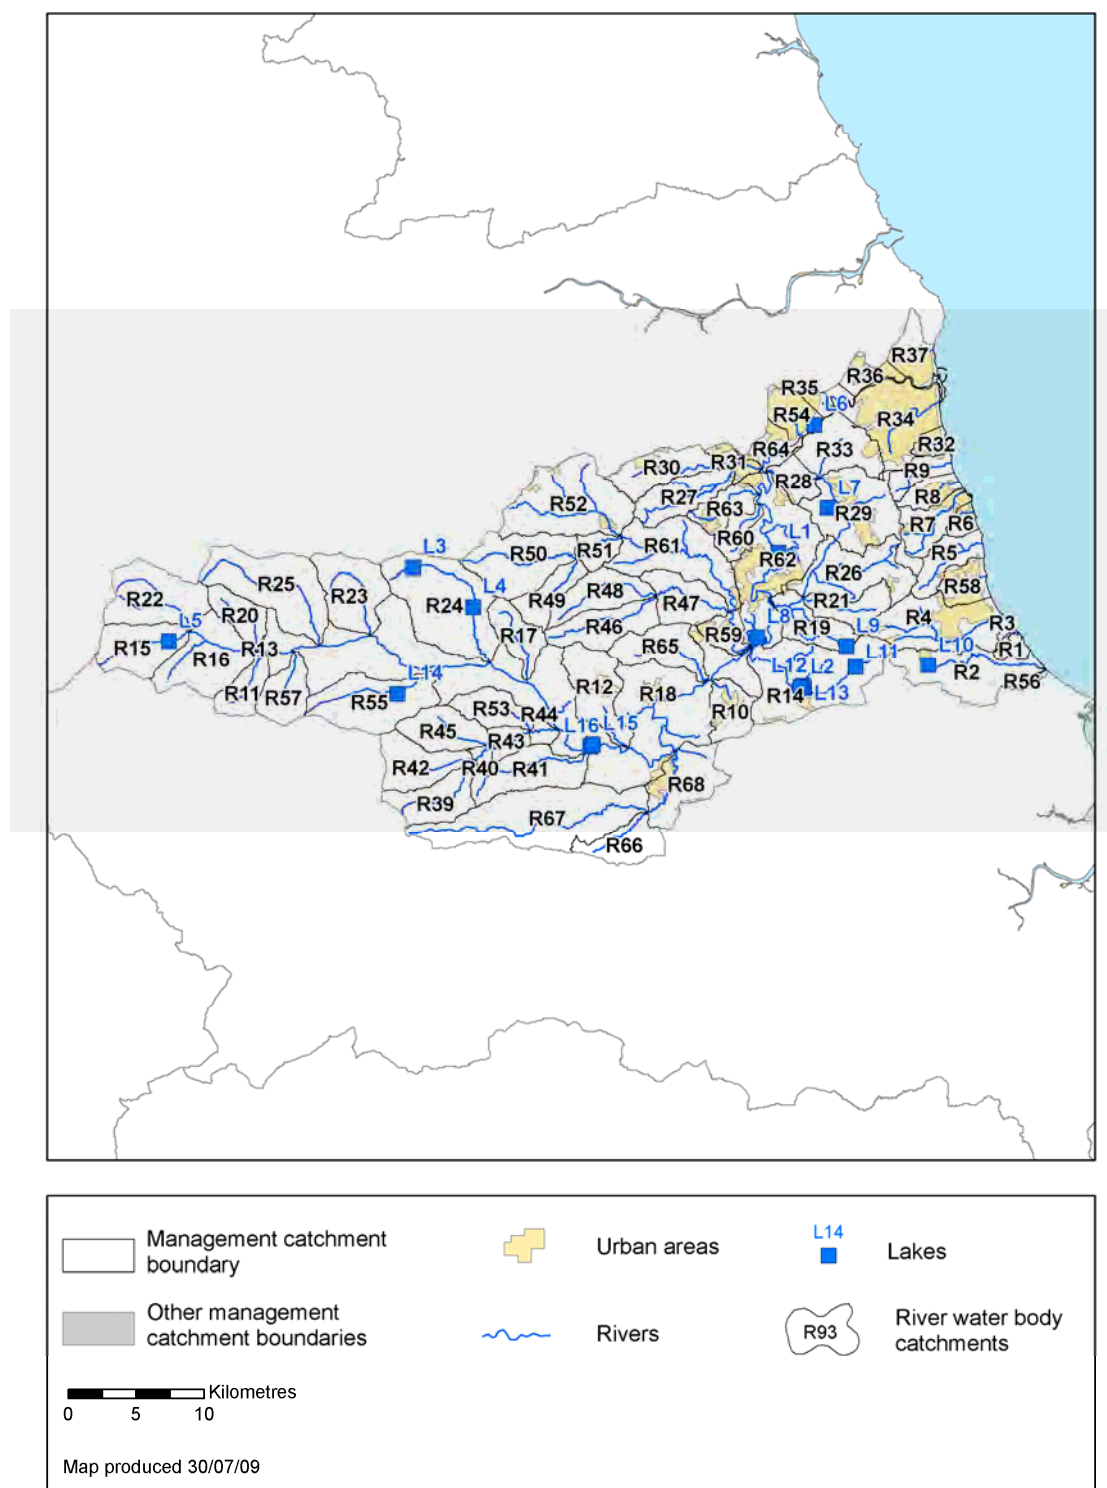 R37
R36
R35
L6
R54
R34
R32
R64
R33
R31
R30
R9
R28
L7
R27
R8
R52
R63
R29
R7
R6
L1
R60
R61
L3
R50
R51
R62
R5
R26
R25
L4
R58
R22
R23
R48
R24
R49
R47
R21
L8
R20
L5
R4
R46
R19
L9
R3
R17
R59
R15
R13
R65
L10
R1
R16
L11
L14
L12
L2
R2
R56
R12
R18
R11
R57
R14
L13
R55
R53
R44
R10
L16
L15
R45
R43
R42
R40
R41
R68
R39
R67
R66
Management catchment
boundary
Urban areas
L14
Lakes
Other management
catchment boundaries
Rivers
R93
River water body
catchments
Kilometres
0 5 10
Map produced 30/07/09